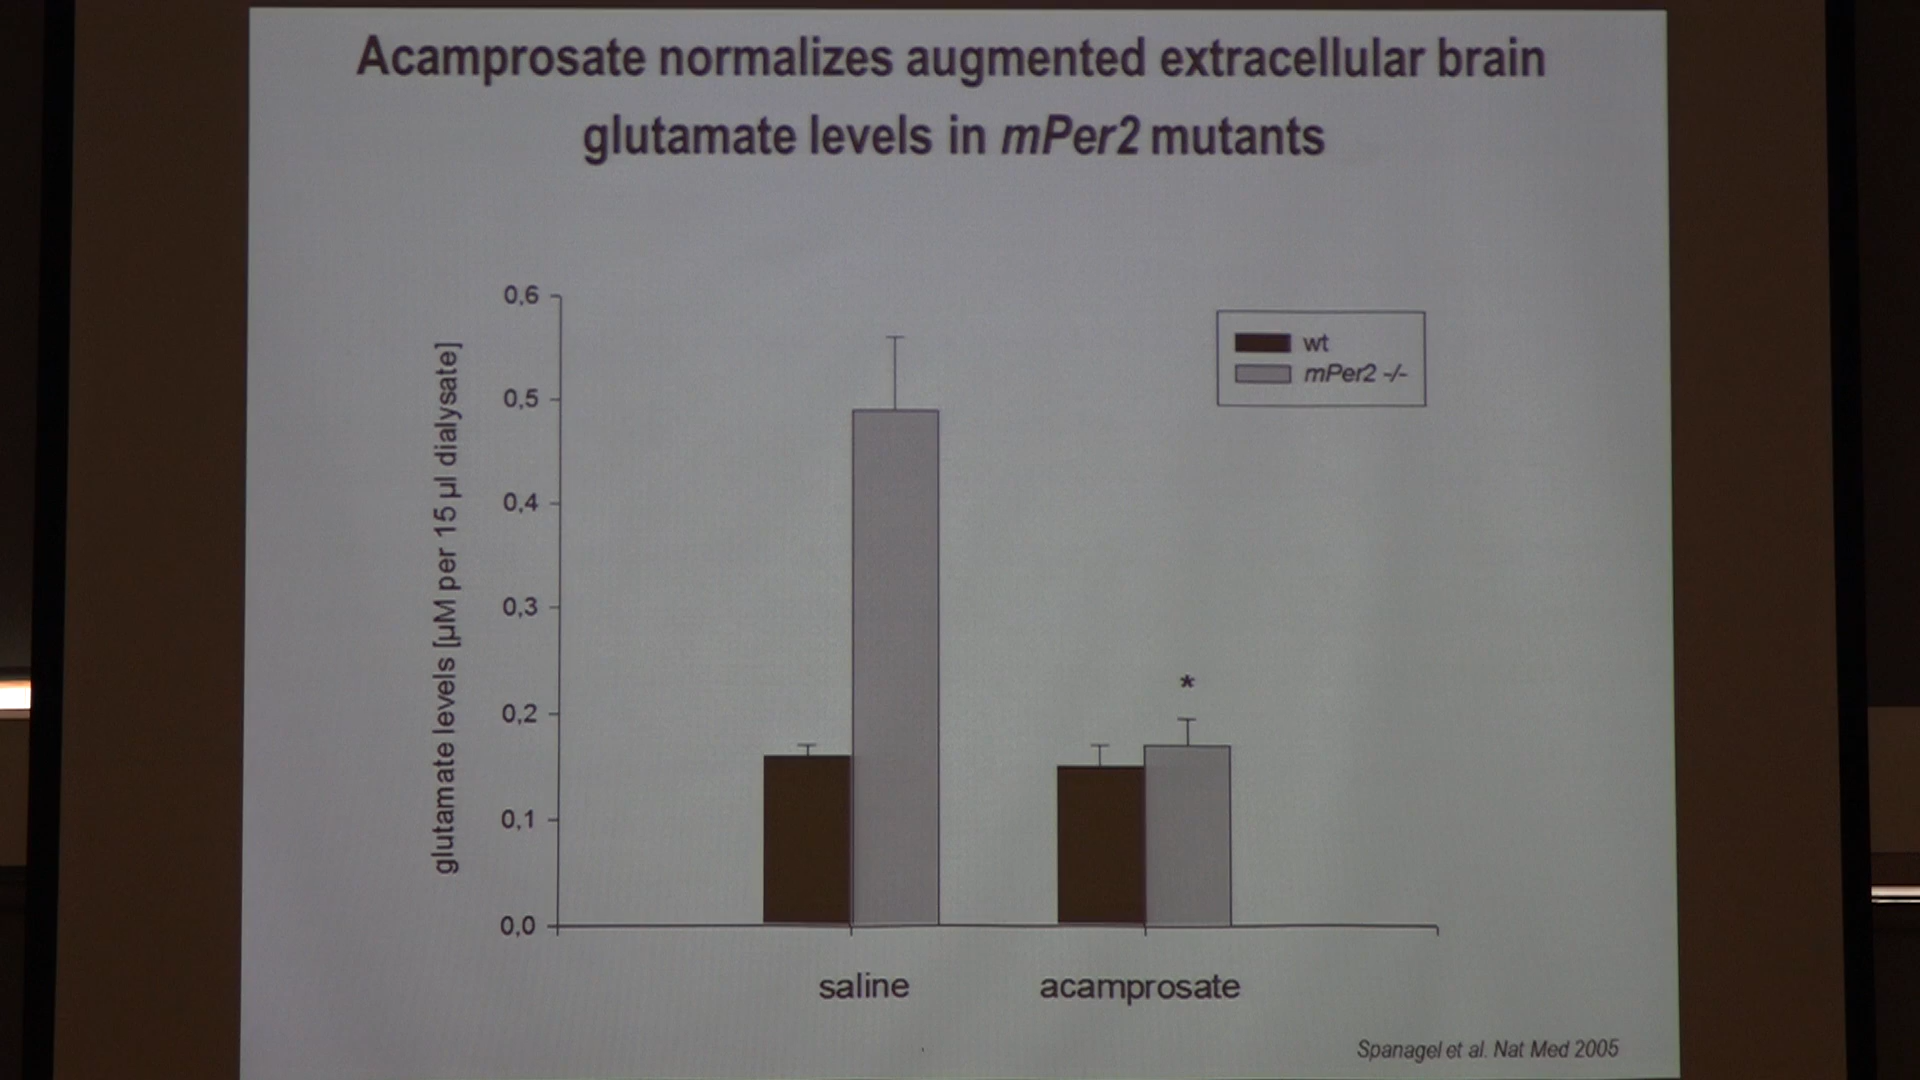 Acamprosate normalizes augmented extracellular brain
glutamate levels in mPer2 mutants
glutamate levels [µM per 15 µl dialysate]
0,6
0,5
0,4
0,3
0,2
0,1
0,0
wt
mPer2 -/-
*
saline
acamprosate
Spanagel et al. Nat Med 2005